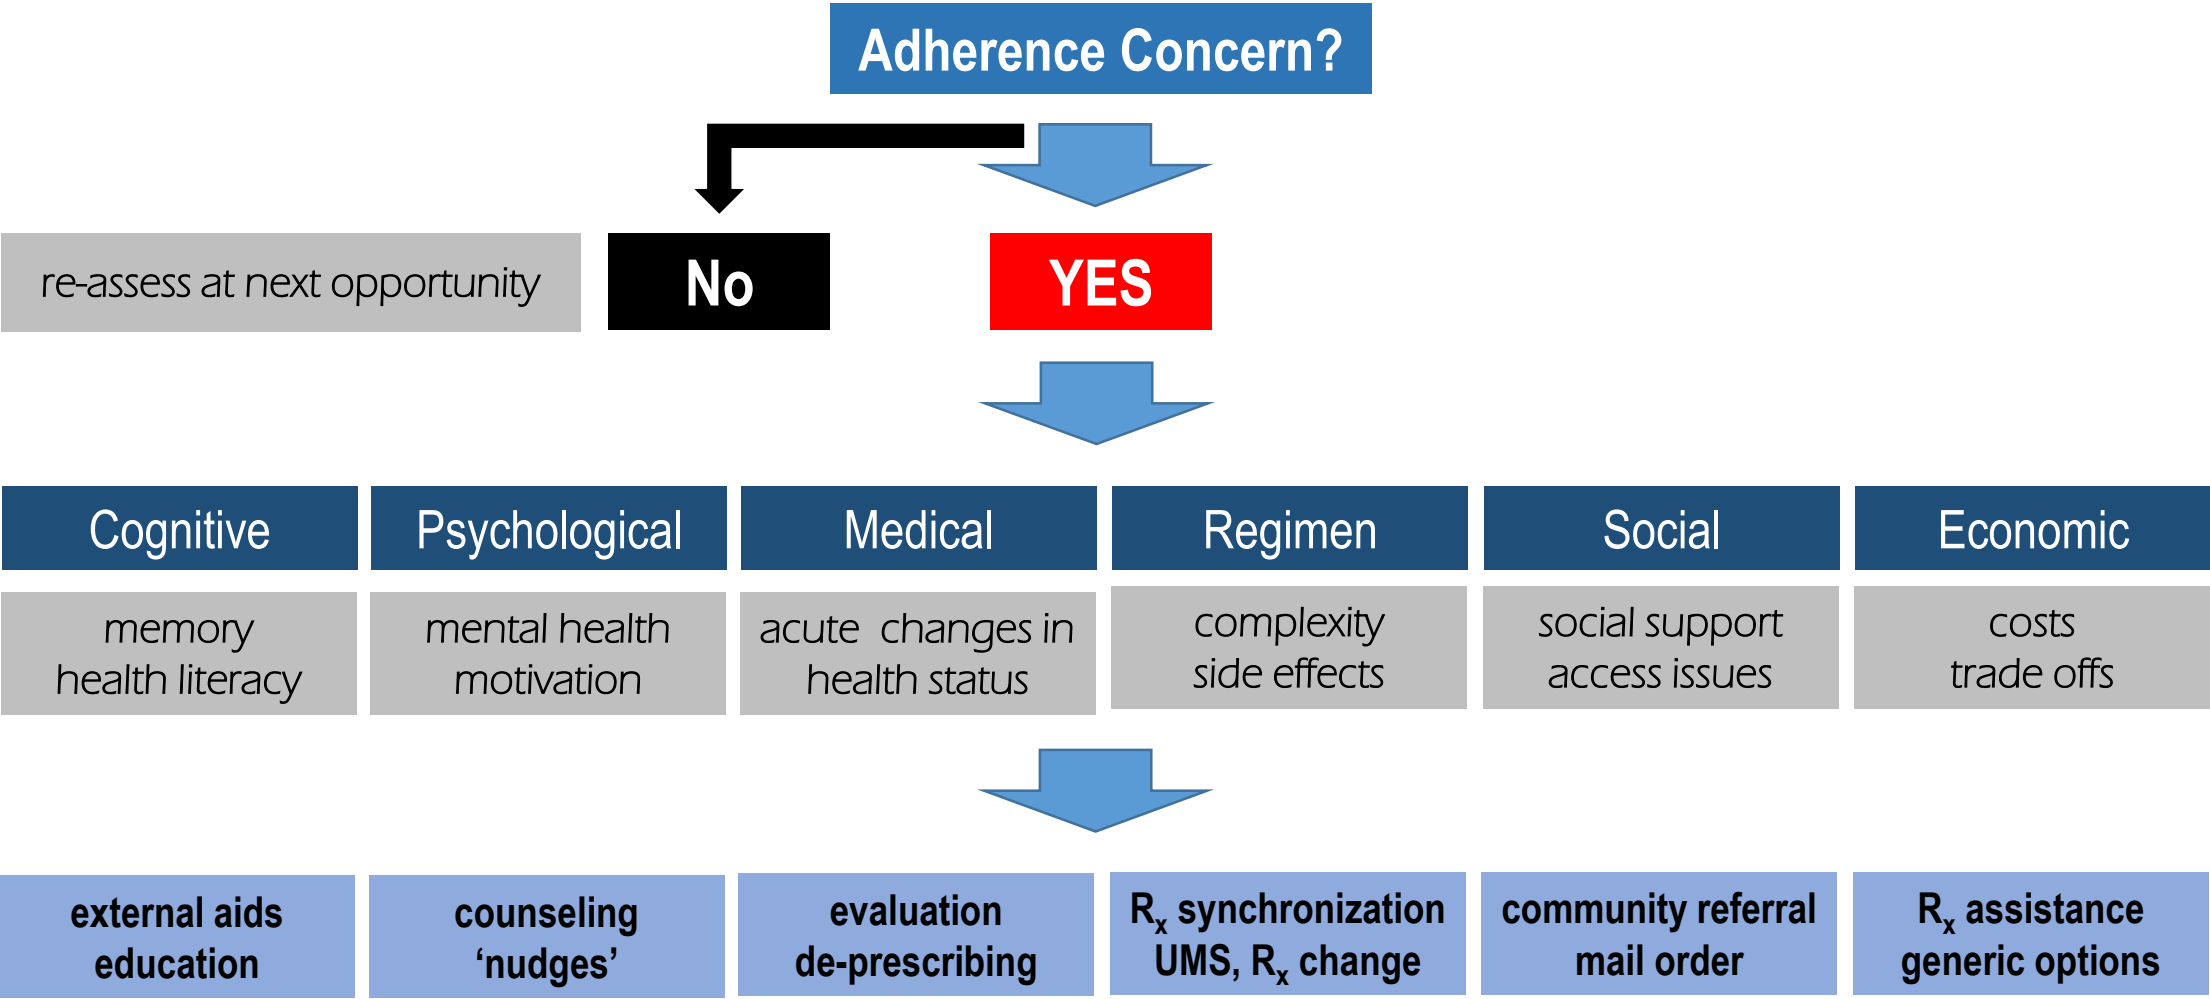 Adherence Concern?
re-assess at next opportunity
No
YES
Cognitive
Psychological
Medical
Regimen
Social
Economic
memory
health literacy
mental health
motivation
acute changes in
health status
complexity
side effects
social support
access issues
costs
trade offs
external aids
education
counseling
‘nudges’
evaluation
de-prescribing
Rx synchronization
UMS, Rx change
community referral
mail order
Rx assistance
generic options